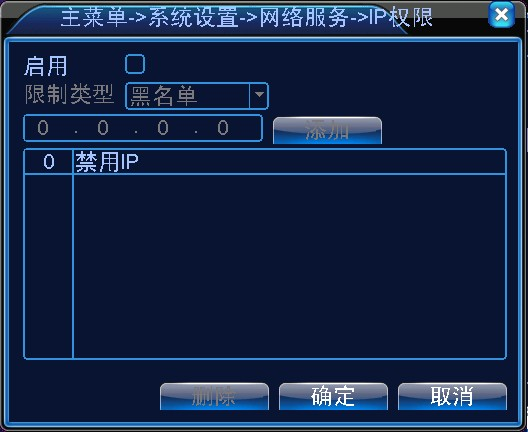 主菜单->系统设置->网络服务->IP权限
启用
限制类型 黑名单
0 . 0 . 0 . 0 添加
0 禁用IP
删除 确定 取消